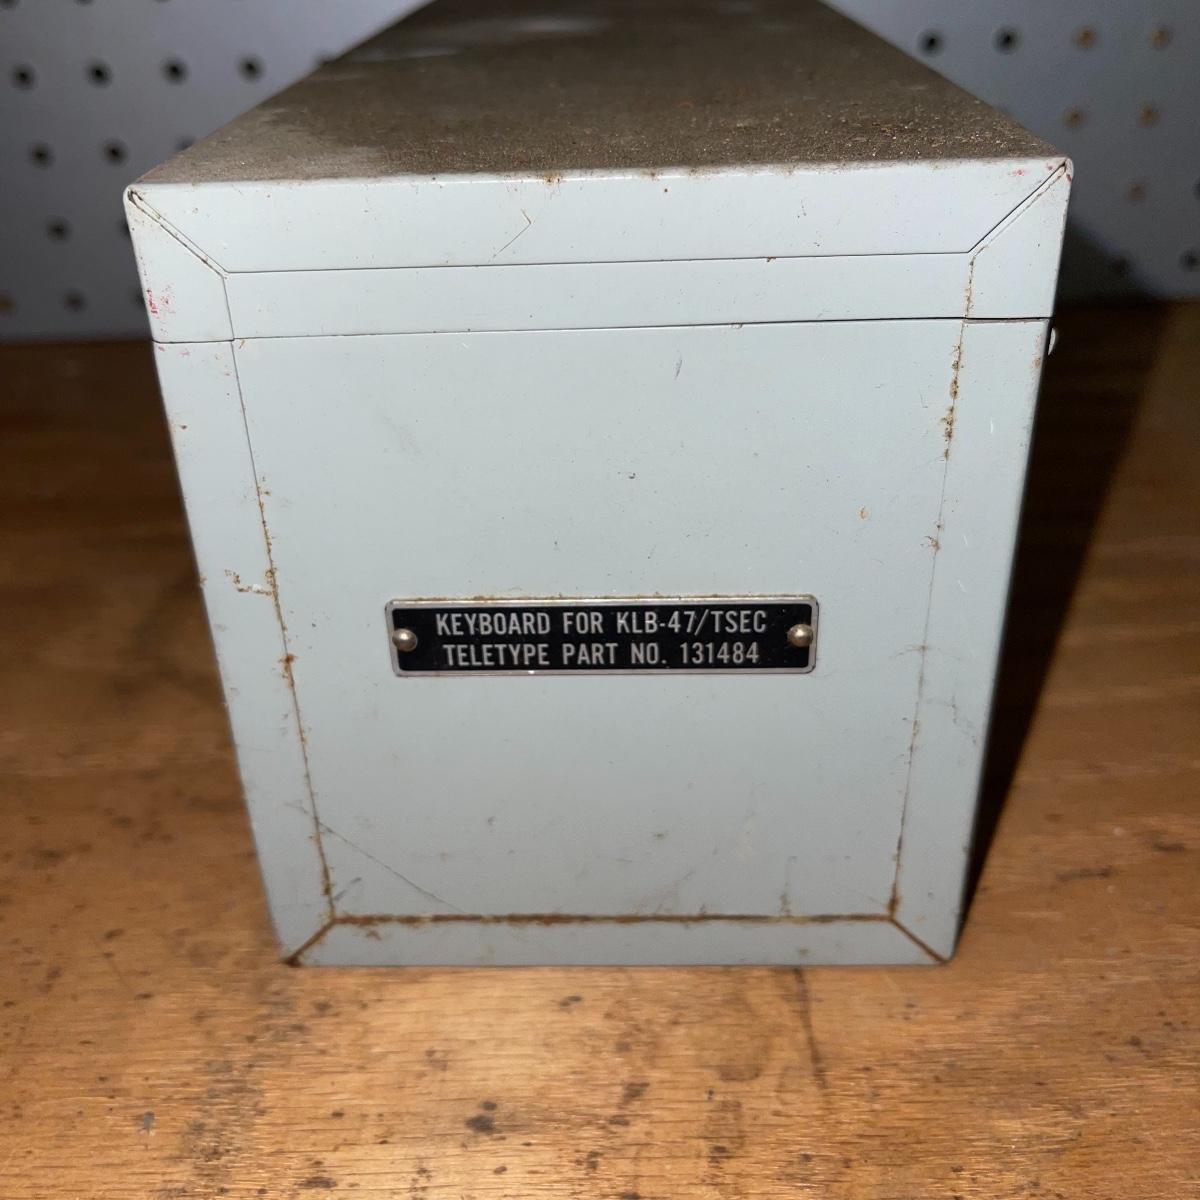 KEYBOARD FOR KLB-47/TSEC
TELETYPE PART NO. 131484